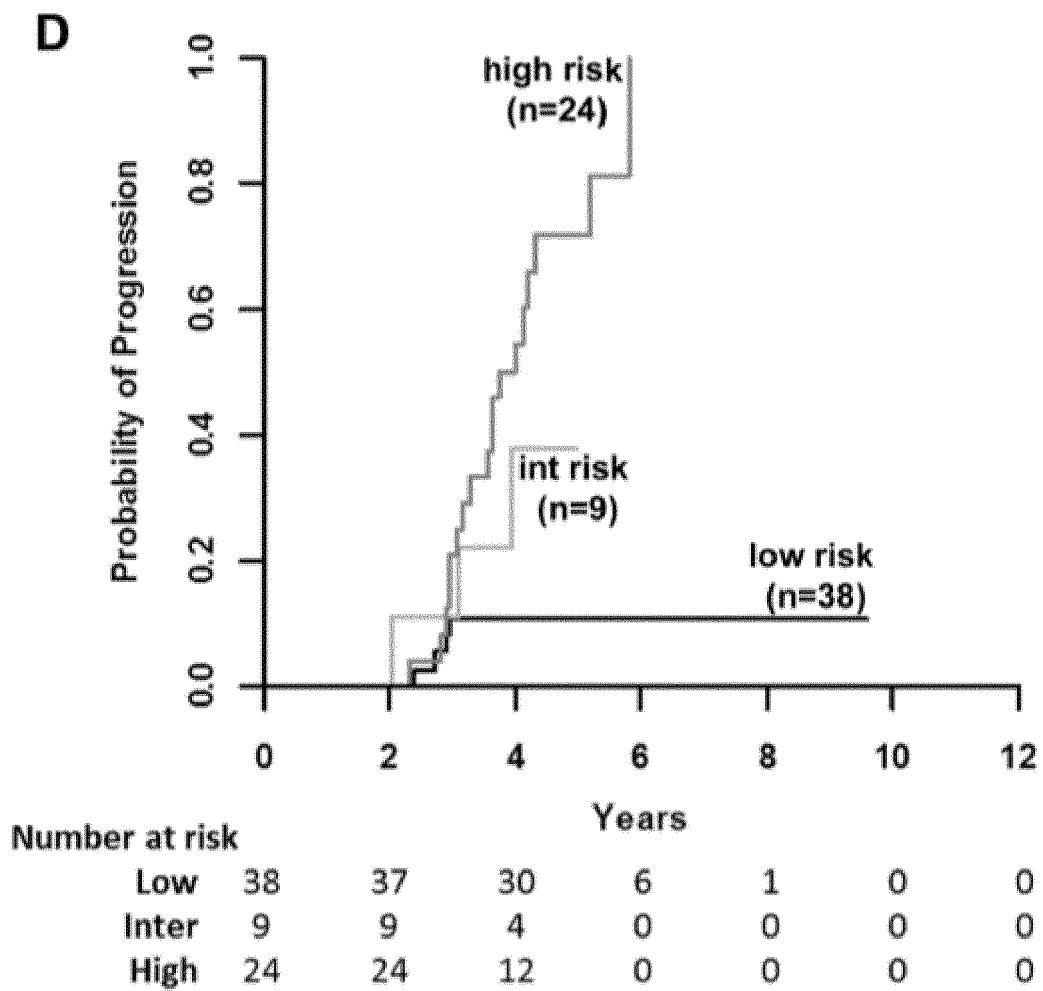 D
high risk
(n=24)
int risk
(n=9)
low risk
(n=38)
Probability of Progression
1.0
0.8
0.6
0.4
0.2
0.0
0 2 4 6 8 10 12
Years
Number at risk
Low 38 37 30 6 1 0 0
Inter 9 9 4 0 0 0 0
High 24 24 12 0 0 0 0